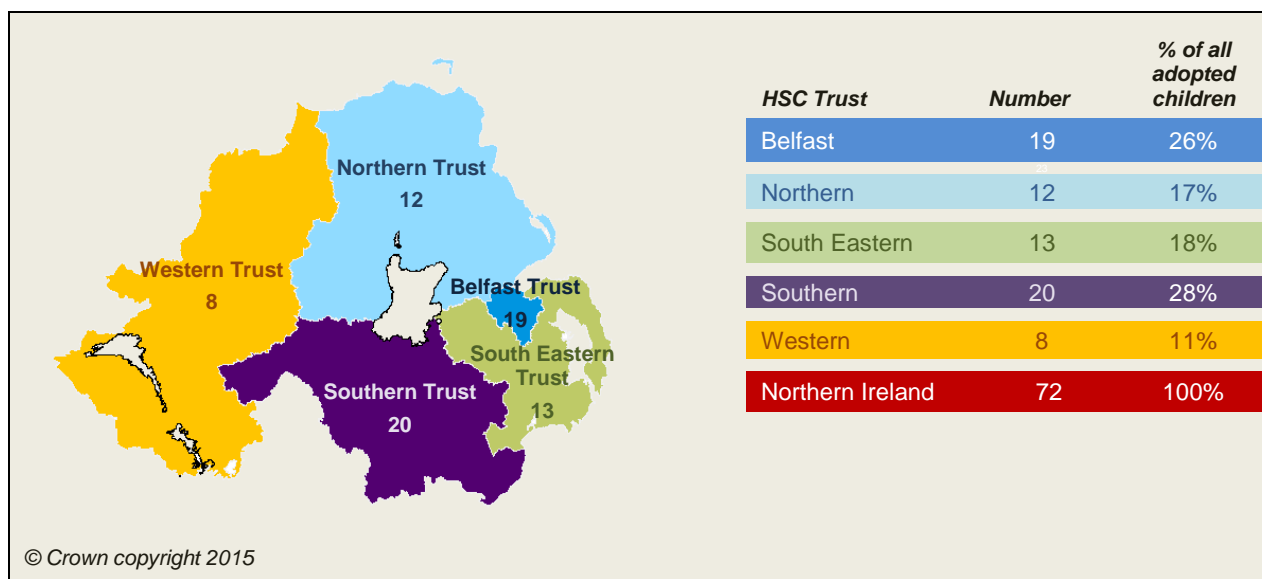 Northern Trust
12
Western Trust
8
Belfast Trust
19
South Eastern
Trust
13
Southern Trust
20
HSC Trust Number % of all adopted children
Belfast 19 26%
23
Northern 12 17%
South Eastern 13 18%
Southern 20 28%
Western 8 11%
Northern Ireland 72 100%
© Crown copyright 2015